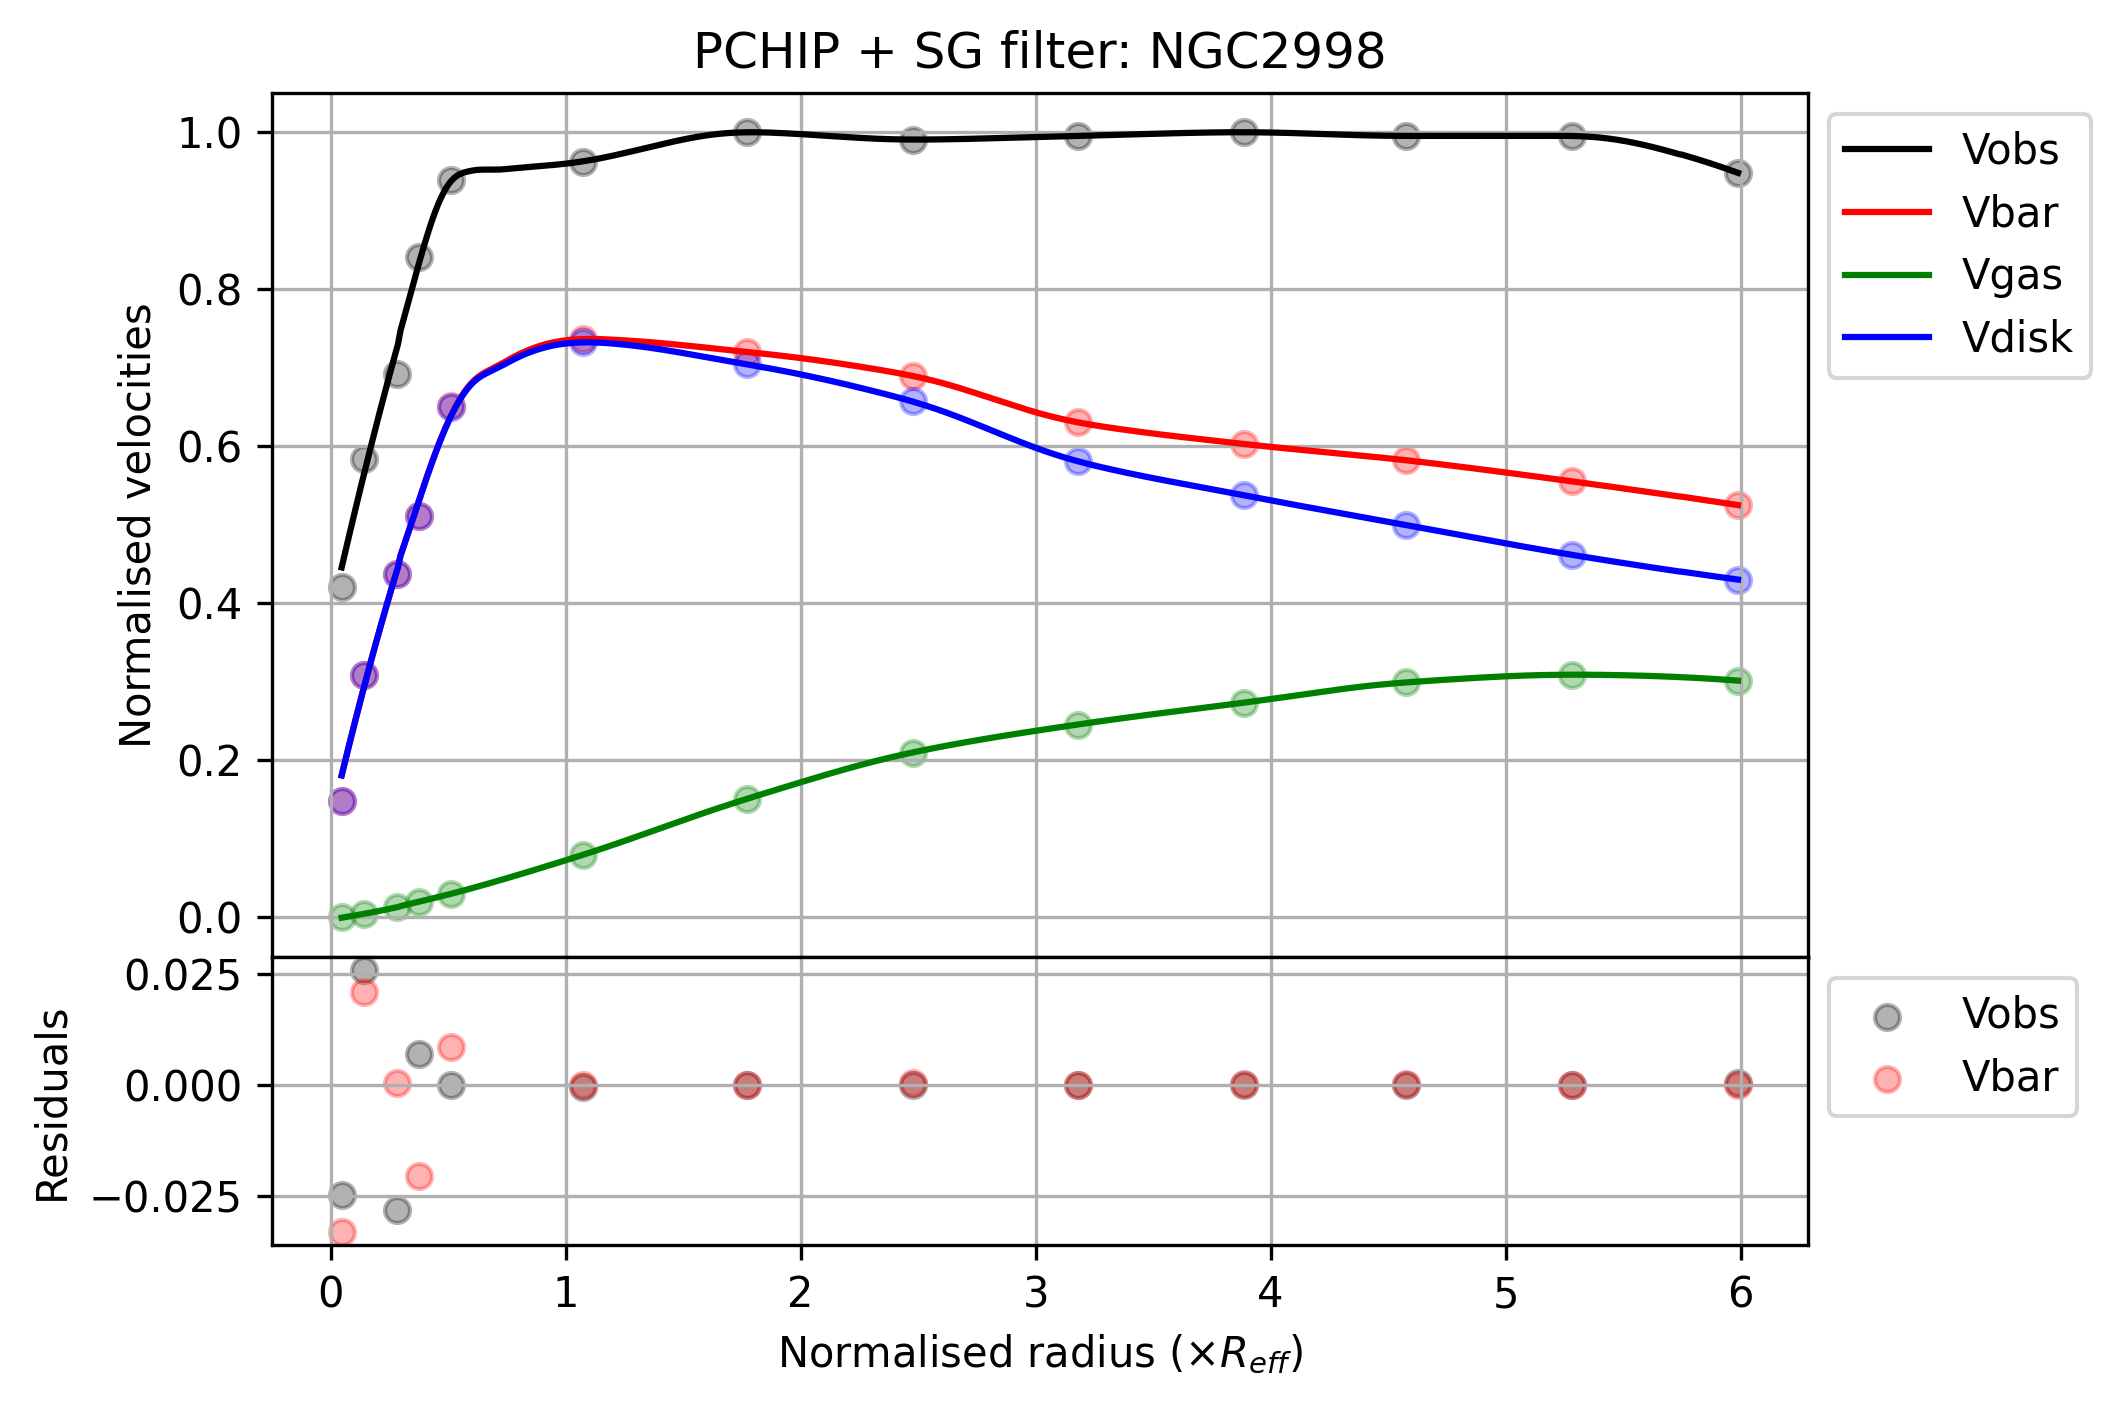 PCHIP + SG filter: NGC2998
Normalised velocities
1.0
0.8
0.6
0.4
0.2
0.0
Vobs
Vbar
Vgas
Vdisk
Residuals
0.025
0.000
−0.025
Vobs
Vbar
0 1 2 3 4 5 6
Normalised radius (×R_eff)